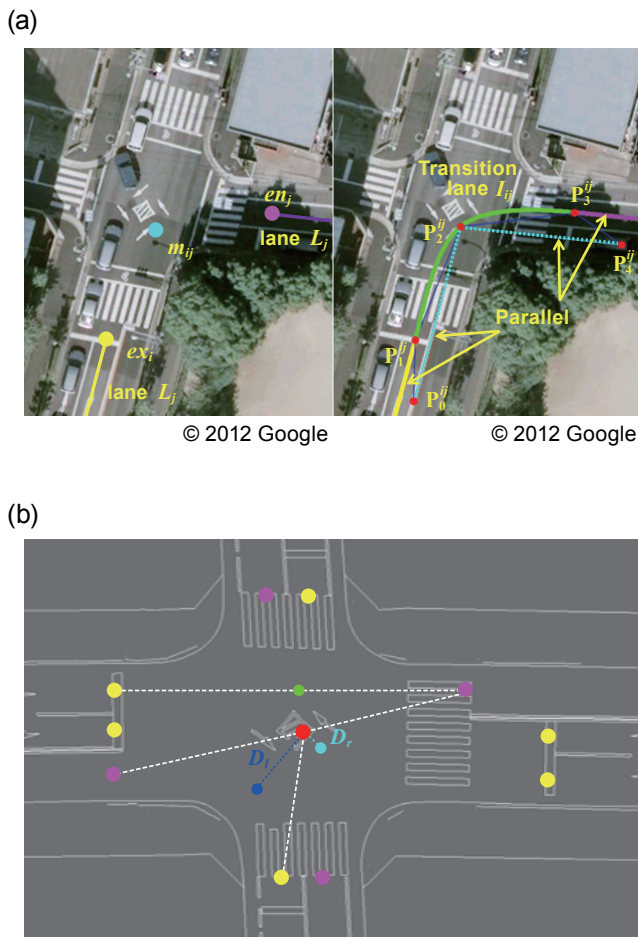 (a)
en_j
lane L_j
m_ij
ex_i
lane L_j
Transition
lane I_ij
P_3^ij
P_2^ij
P_4^ij
Parallel
P_1^ij
P_0^ij
© 2012 Google
© 2012 Google
(b)
D_r
D_l